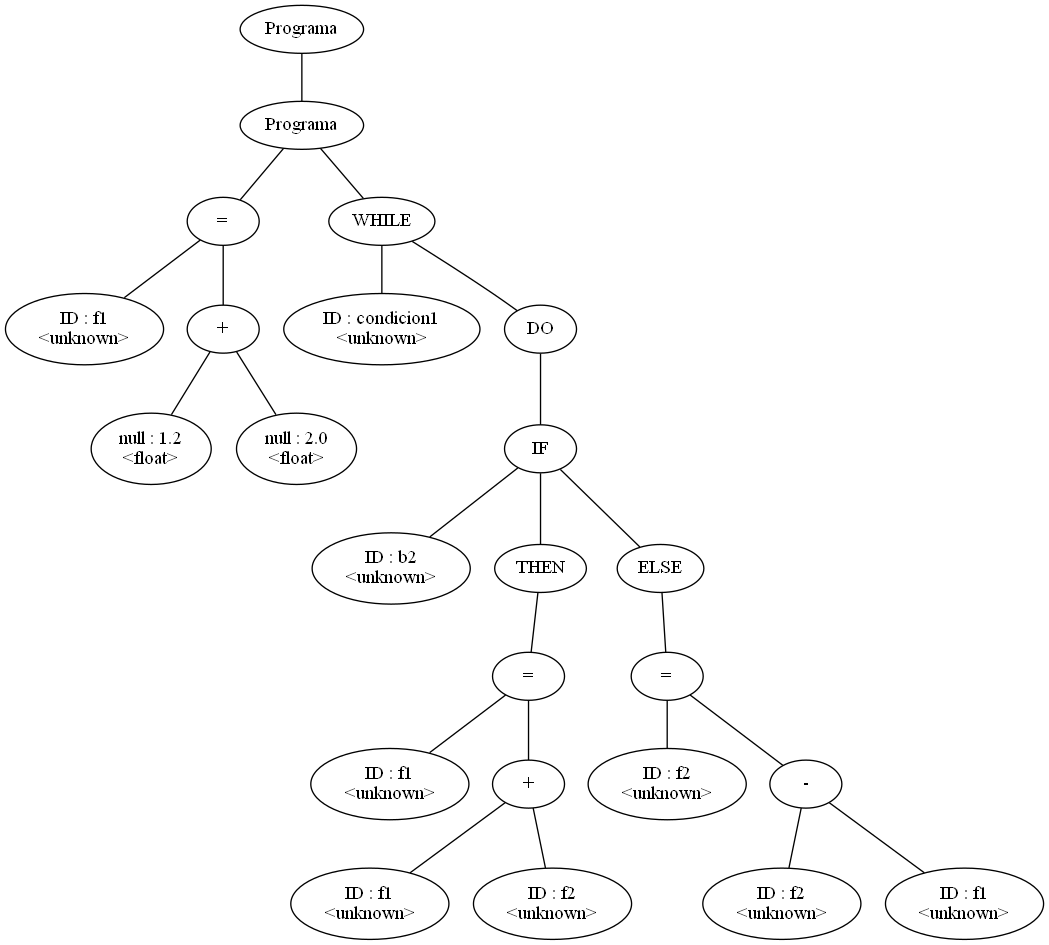 Programa
Programa
=
WHILE
ID : f1
<unknown>
+
ID : condicion1
<unknown>
DO
null : 1.2
<float>
null : 2.0
<float>
IF
ID : b2
<unknown>
THEN
ELSE
=
=
ID : f1
<unknown>
+
ID : f2
<unknown>
-
ID : f1
<unknown>
ID : f2
<unknown>
ID : f2
<unknown>
ID : f1
<unknown>